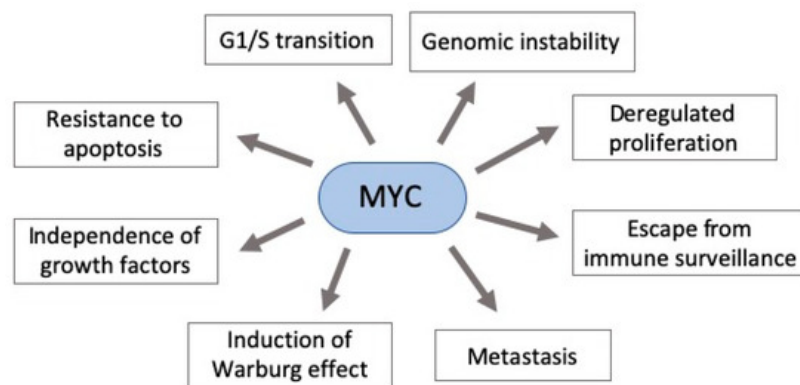 G1/S transition
Genomic instability
Resistance to
apoptosis
Deregulated
proliferation
MYC
Independence of
growth factors
Escape from
immune surveillance
Induction of
Warburg effect
Metastasis